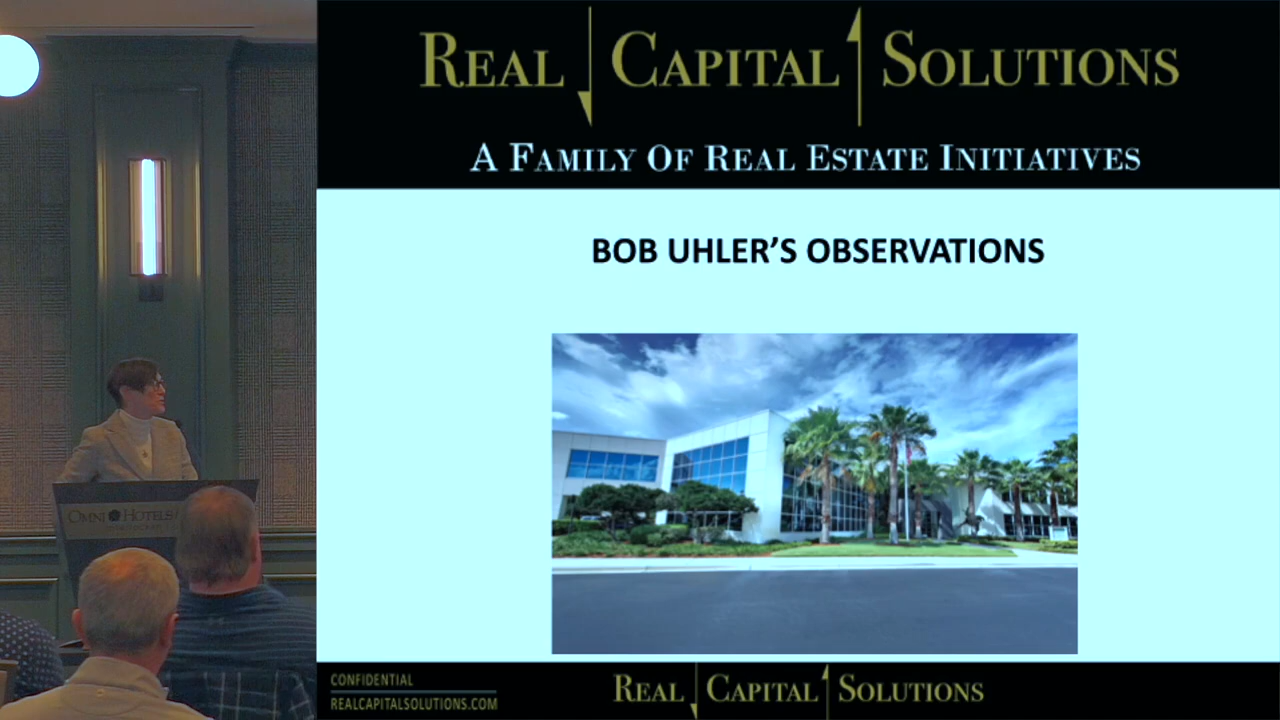 REAL CAPITAL SOLUTIONS
A FAMILY OF REAL ESTATE INITIATIVES
BOB UHLER'S OBSERVATIONS
OMNI HOTELS
CONFIDENTIAL
REALCAPITALSOLUTIONS.COM
REAL CAPITAL SOLUTIONS